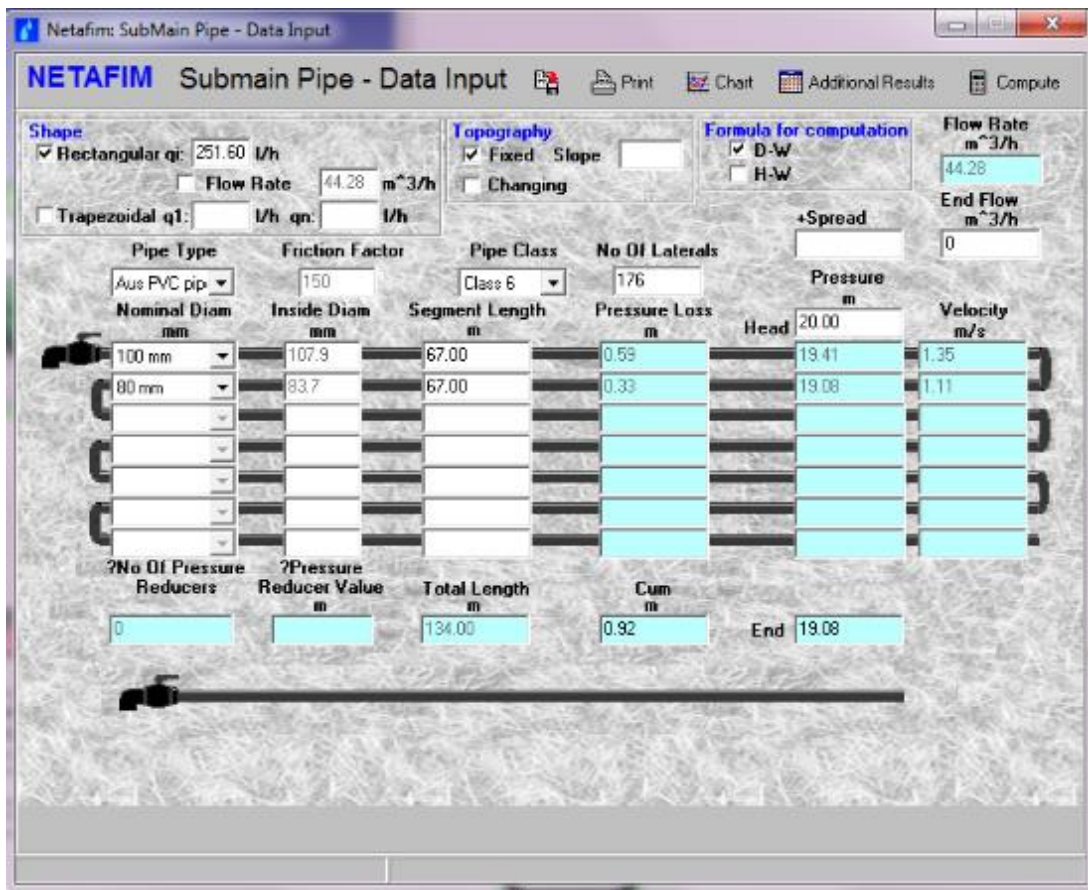 Netafim: SubMain Pipe - Data Input
NETAFIM Submain Pipe - Data Input Print Chart Additional Results Compute
Shape
Rectangular qi: 251.60 l/h
Flow Rate 44.28 m^3/h
Trapezoidal q1: l/h qn: l/h
Topography
Fixed Slope
Changing
Formula for computation
D-W
H-W
Flow Rate
m^3/h
44.28
End Flow
m^3/h
0
+Spread
Pipe Type Friction Factor Pipe Class No Of Laterals
Aus PVC pip 150 Class 6 176
Pressure
m
Nominal Diam Inside Diam Segment Length Pressure Loss Velocity
mm mm m m Head 20.00 m/s
100 mm 107.9 67.00 0.59 19.41 1.35
80 mm 83.7 67.00 0.33 19.08 1.11
?No Of Pressure ?Pressure
Reducers Reducer Value Total Length Cum
m m m
0 134.00 0.92 End 19.08